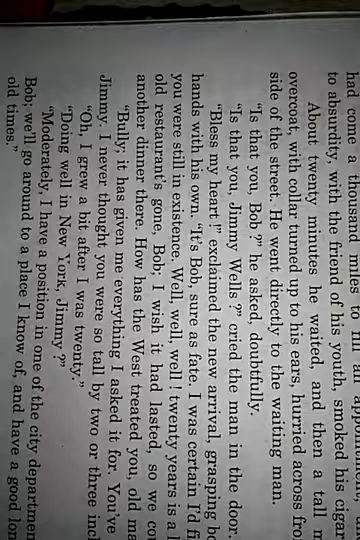 had come a thousand miles to fill an
to absurdity, with the friend of his youth, smoked his cigar
About twenty minutes he waited, and then a tall
overcoat, with collar turned up to his ears, hurried across
side of the street. He went directly to the waiting man.
"Is that you, Bob ?" he asked, doubtfully.
"Is that you, Jimmy Wells ?" cried the man in the door.
"Bless my heart !" exclaimed the new arrival, grasping
hands with his own. "It's Bob, sure as fate. I was certain I'd
you were still in existence. Well, well, well ! twenty years is a
old restaurant's gone, Bob; I wish it had lasted, so we
another dinner there. How has the West treated you, old
"Bully; it has given me everything I asked it for. You've
Jimmy. I never thought you were so tall by two or three
"Oh, I grew a bit after I was twenty."
"Doing well in New York, Jimmy ?"
"Moderately. I have a position in one of the city
Bob; we'll go around to a place I know of, and have a good
old times."